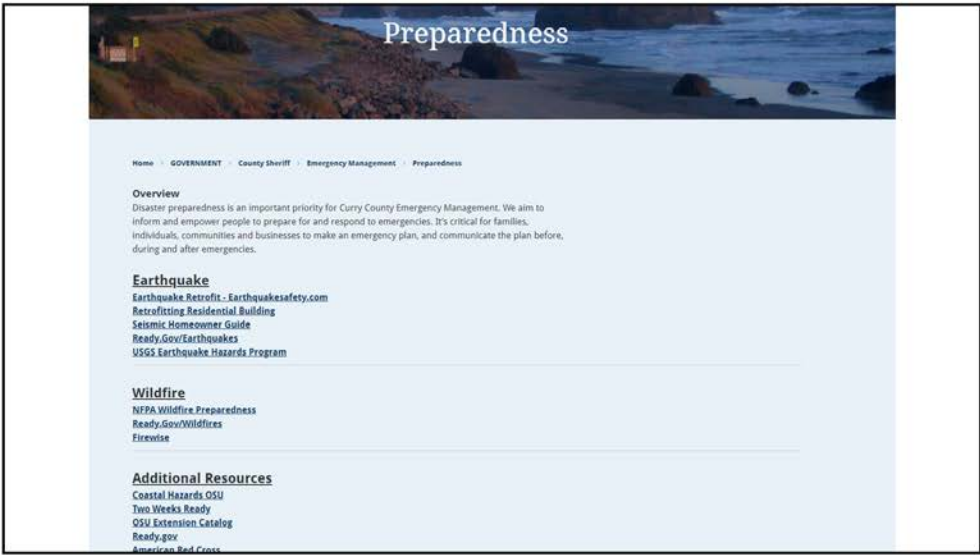 Preparedness
Home › GOVERNMENT › County Sheriff › Emergency Management › Preparedness
Overview
Disaster preparedness is an important priority for Curry County Emergency Management. We aim to
inform and empower people to prepare for and respond to emergencies. It's critical for families,
individuals, communities and businesses to make an emergency plan, and communicate the plan before,
during and after emergencies.
Earthquake
Earthquake Retrofit - Earthquakesafety.com
Retrofitting Residential Building
Seismic Homeowner Guide
Ready.Gov/Earthquakes
USGS Earthquake Hazards Program
Wildfire
NFPA Wildfire Preparedness
Ready.Gov/Wildfires
Firewise
Additional Resources
Coastal Hazards OSU
Two Weeks Ready
OSU Extension Catalog
Ready.gov
American Red Cross